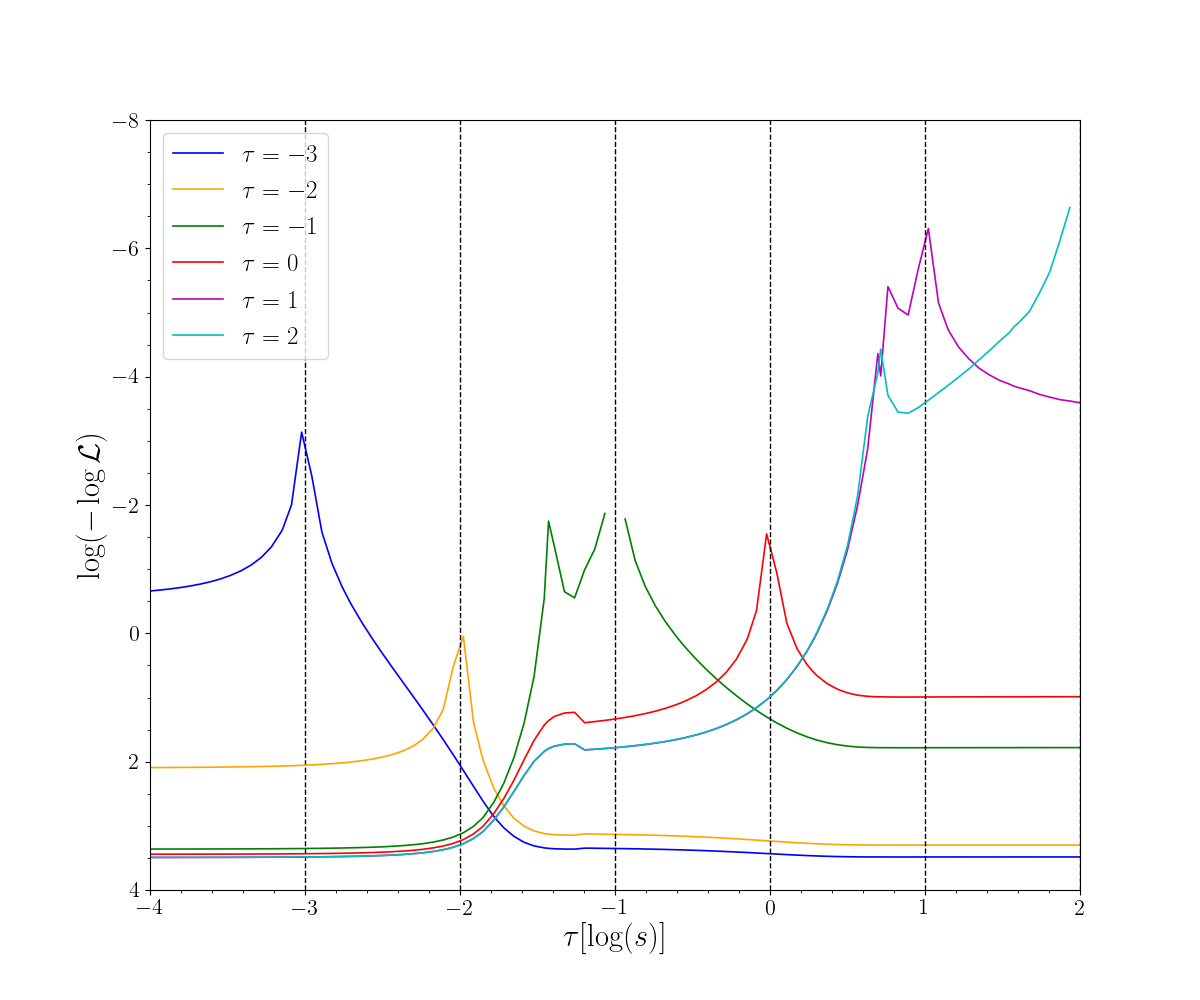 −8
−6
−4
−2
0
2
4
log(− log ℒ)
τ = −3
τ = −2
τ = −1
τ = 0
τ = 1
τ = 2
−4 −3 −2 −1 0 1 2
τ[log(s)]